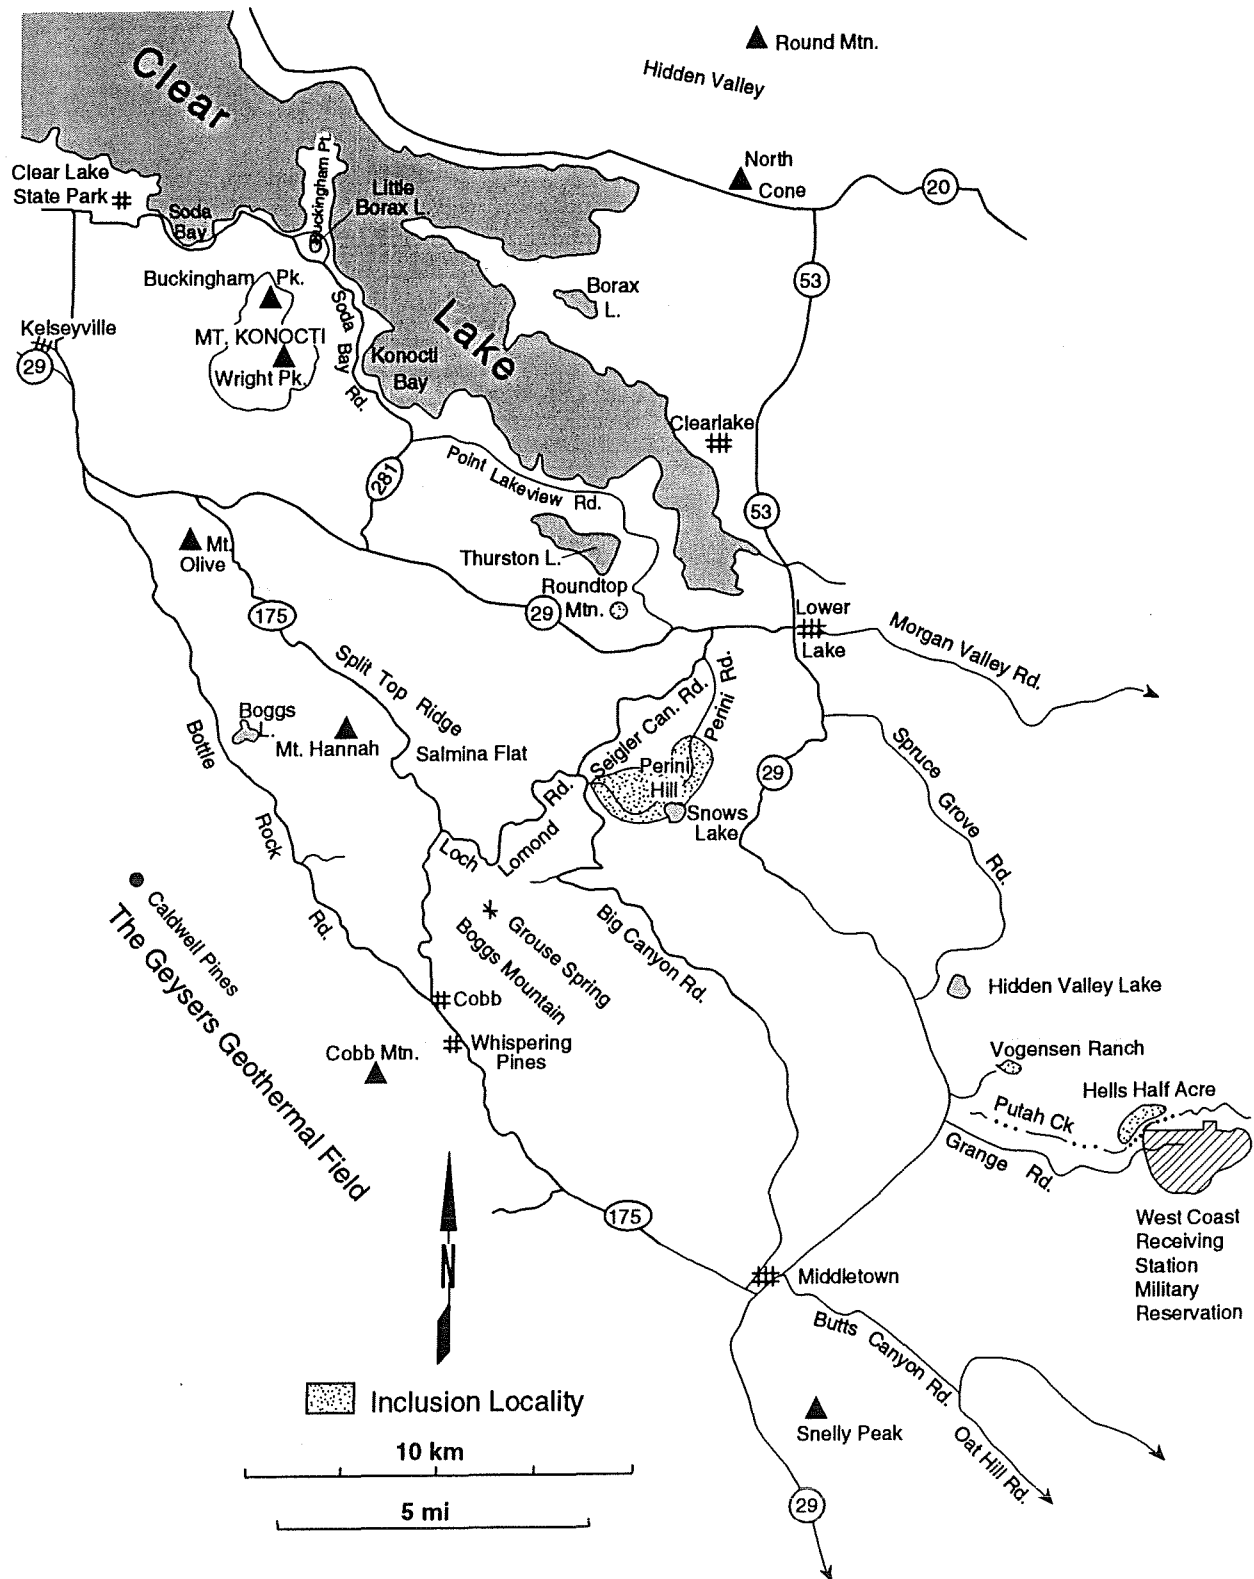 Round Mtn.
Hidden Valley
Clear
Lake
Clear Lake
State Park
North
Cone
20
Buckingham Pt.
Little
Borax L.
Soda
Bay
53
Buckingham Pk.
Borax
L.
MT. KONOCTI
Wright Pk.
Soda Bay Rd.
Konocti
Bay
Kelseyville
29
Clearlake
281
Point Lakeview Rd.
53
Mt.
Olive
Thurston L.
Roundtop
Mtn.
175
29
Lower
Lake
Morgan Valley Rd.
Split Top Ridge
Seigler Can. Rd.
Perini Rd.
Boggs
L.
Mt. Hannah
Salmina Flat
Bottle Rock Rd.
Perini
Hill
Snows
Lake
29
Spruce Grove Rd.
Loch Lomond Rd.
Caldwell Pines
The Geysers Geothermal Field
Grouse Spring
Boggs Mountain
Big Canyon Rd.
Cobb
Whispering
Pines
Cobb Mtn.
Hidden Valley Lake
Vogensen Ranch
Hells Half Acre
Putah Ck
Grange Rd.
175
West Coast
Receiving
Station
Military
Reservation
N
Middletown
Butts Canyon Rd.
Oat Hill Rd.
Snelly Peak
29
Inclusion Locality
10 km
5 mi